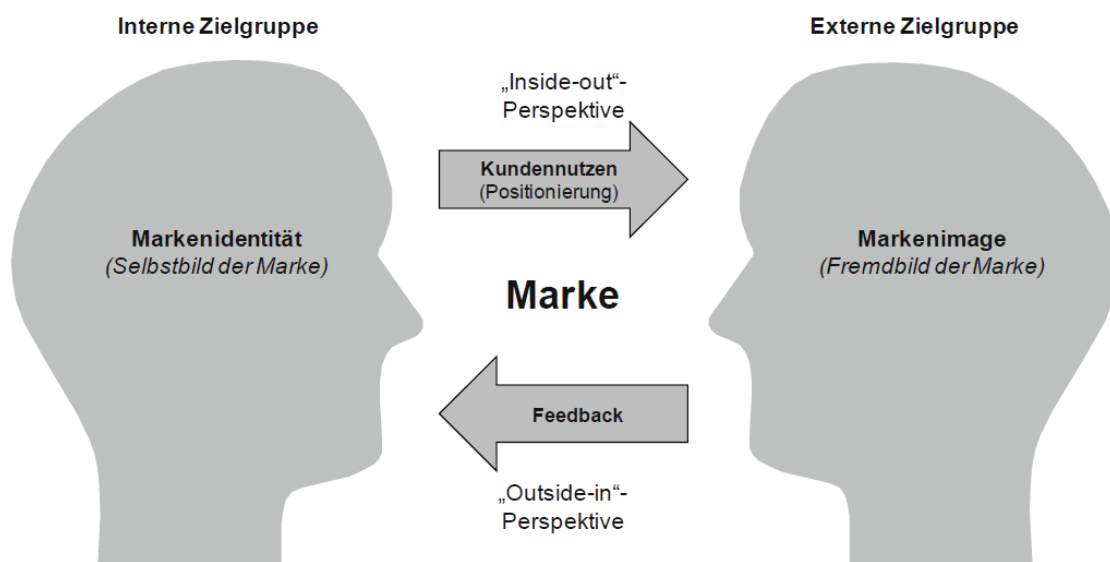 Interne Zielgruppe
Externe Zielgruppe
„Inside-out“-
Perspektive
Kundennutzen
(Positionierung)
Markenidentität
(Selbstbild der Marke)
Markenimage
(Fremdbild der Marke)
Marke
Feedback
„Outside-in“-
Perspektive